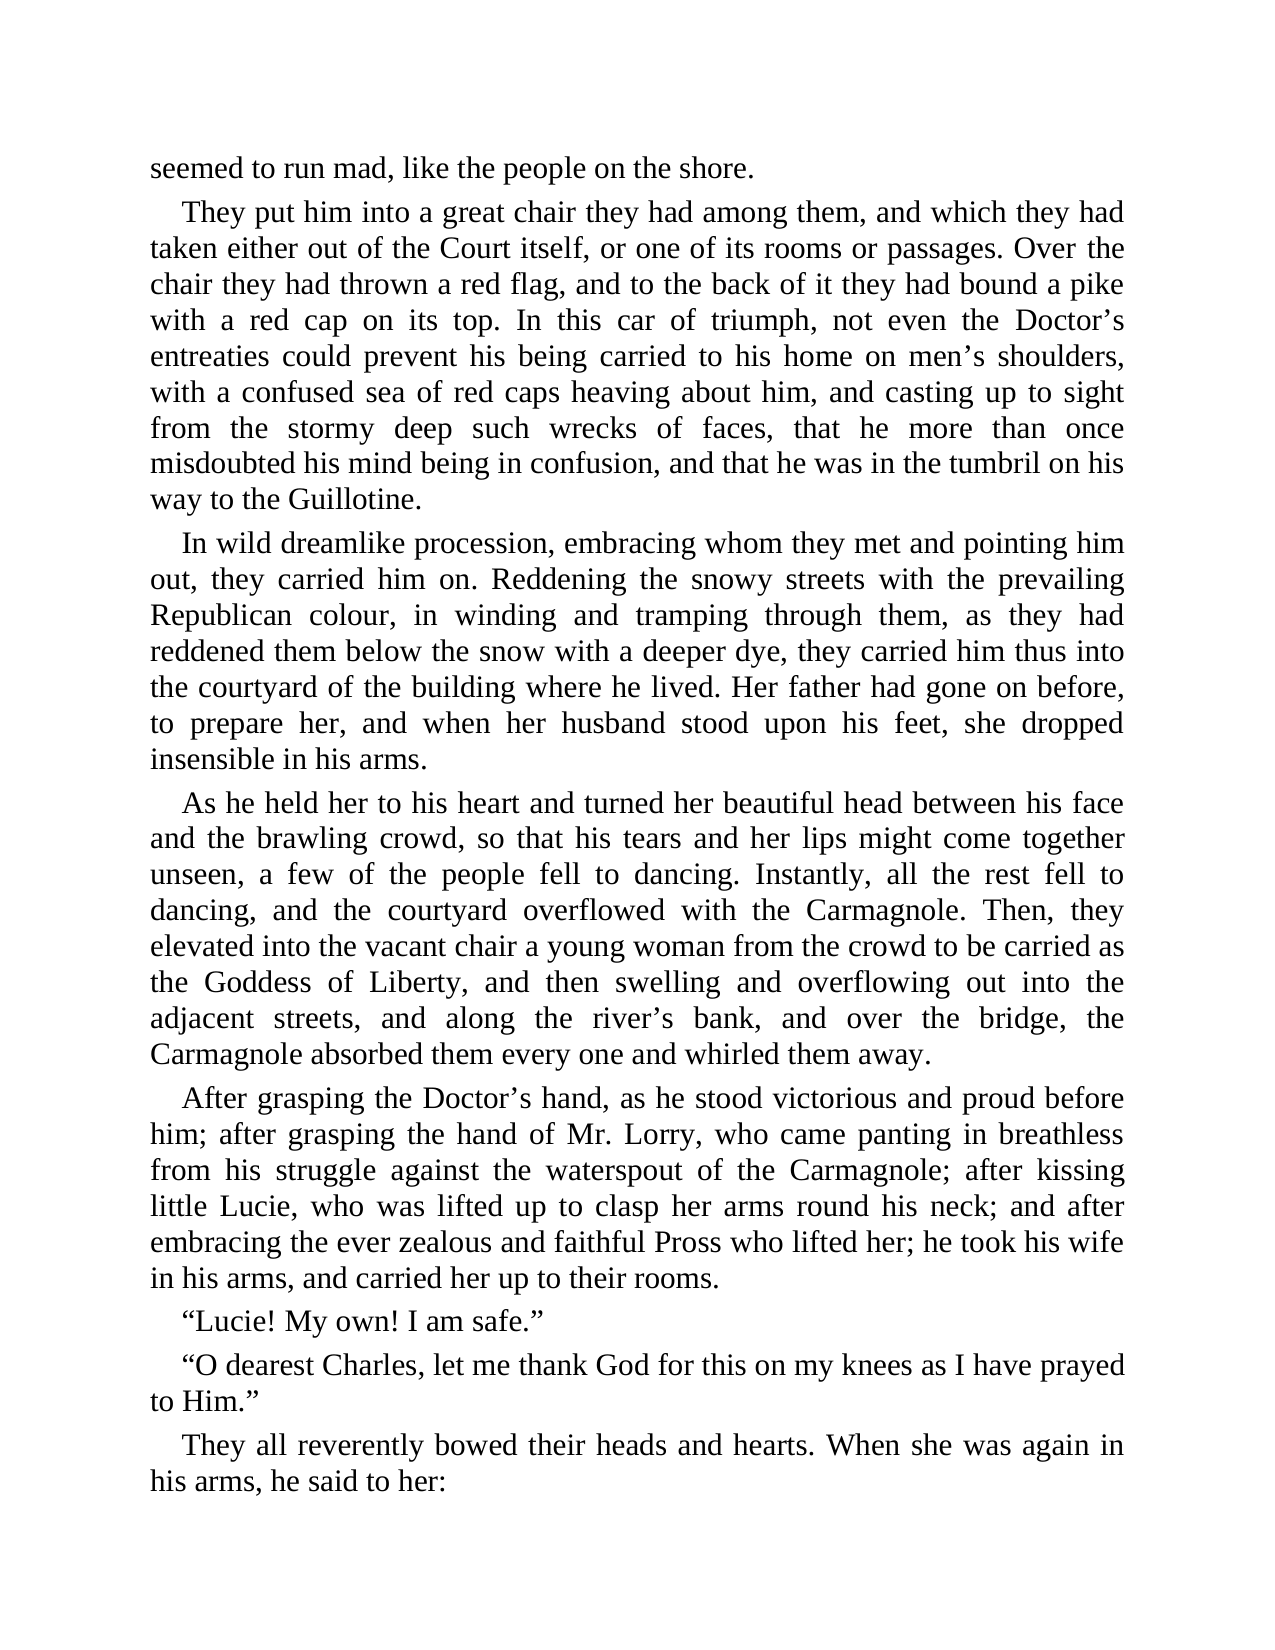 seemed to run mad, like the people on the shore.
They put him into a great chair they had among them, and which they had
taken either out of the Court itself, or one of its rooms or passages. Over the
chair they had thrown a red flag, and to the back of it they had bound a pike
with a red cap on its top. In this car of triumph, not even the Doctor’s
entreaties could prevent his being carried to his home on men’s shoulders,
with a confused sea of red caps heaving about him, and casting up to sight
from the stormy deep such wrecks of faces, that he more than once
misdoubted his mind being in confusion, and that he was in the tumbril on his
way to the Guillotine.
In wild dreamlike procession, embracing whom they met and pointing him
out, they carried him on. Reddening the snowy streets with the prevailing
Republican colour, in winding and tramping through them, as they had
reddened them below the snow with a deeper dye, they carried him thus into
the courtyard of the building where he lived. Her father had gone on before,
to prepare her, and when her husband stood upon his feet, she dropped
insensible in his arms.
As he held her to his heart and turned her beautiful head between his face
and the brawling crowd, so that his tears and her lips might come together
unseen, a few of the people fell to dancing. Instantly, all the rest fell to
dancing, and the courtyard overflowed with the Carmagnole. Then, they
elevated into the vacant chair a young woman from the crowd to be carried as
the Goddess of Liberty, and then swelling and overflowing out into the
adjacent streets, and along the river’s bank, and over the bridge, the
Carmagnole absorbed them every one and whirled them away.
After grasping the Doctor’s hand, as he stood victorious and proud before
him; after grasping the hand of Mr. Lorry, who came panting in breathless
from his struggle against the waterspout of the Carmagnole; after kissing
little Lucie, who was lifted up to clasp her arms round his neck; and after
embracing the ever zealous and faithful Pross who lifted her; he took his wife
in his arms, and carried her up to their rooms.
“Lucie! My own! I am safe.”
“O dearest Charles, let me thank God for this on my knees as I have prayed
to Him.”
They all reverently bowed their heads and hearts. When she was again in
his arms, he said to her: